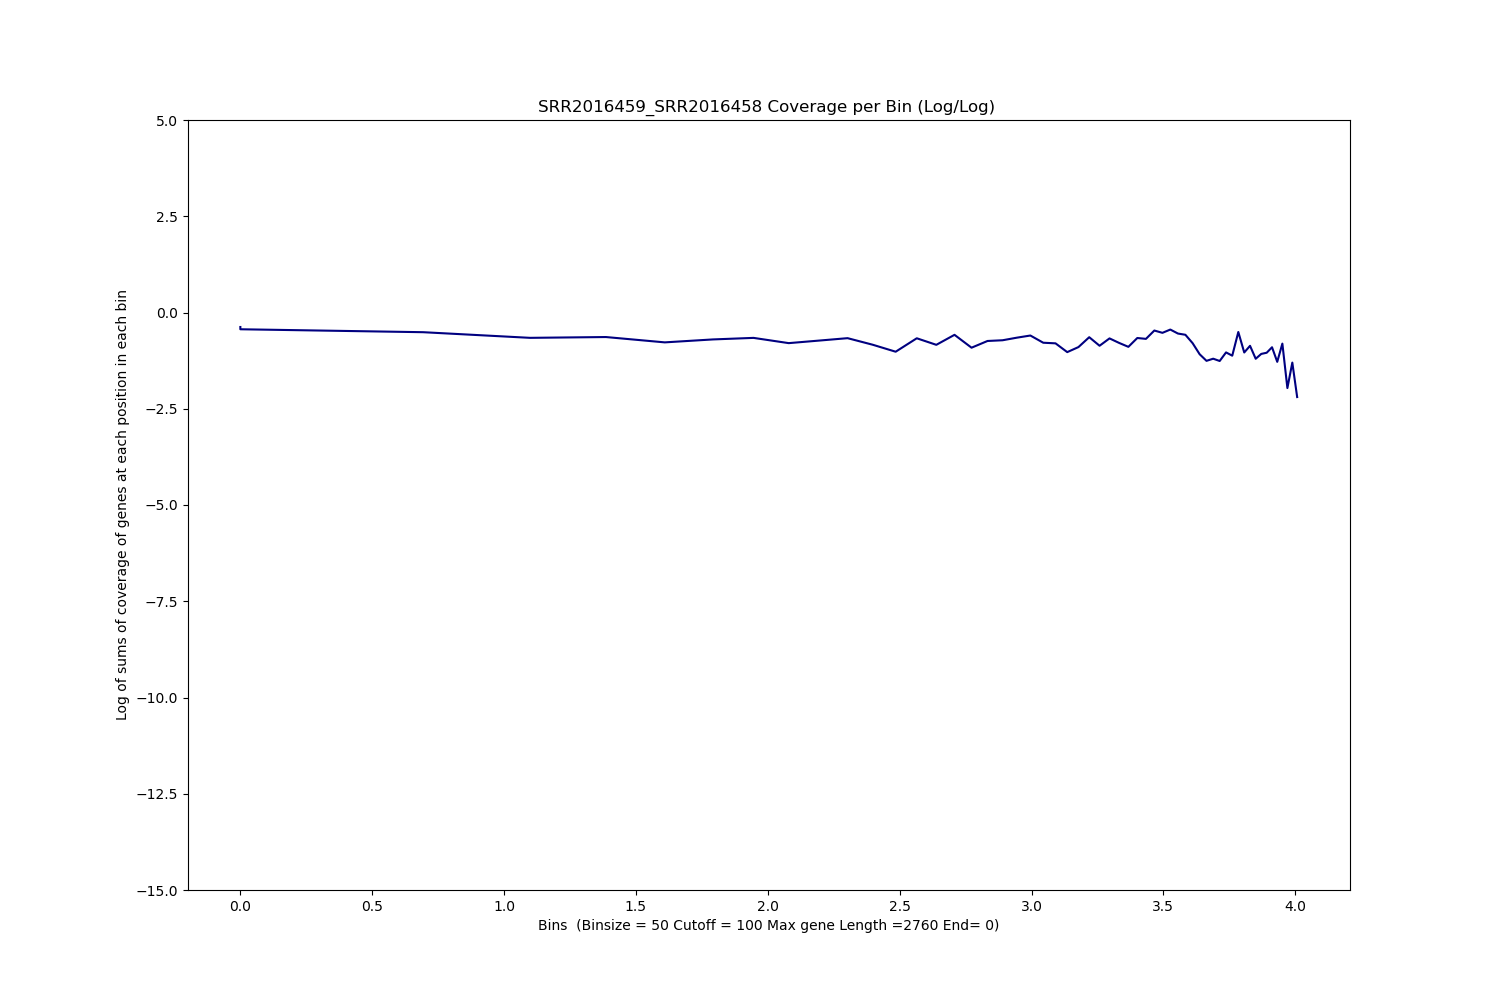 SRR2016459_SRR2016458 Coverage per Bin (Log/Log)
5.0
2.5
0.0
−2.5
−5.0
−7.5
−10.0
−12.5
−15.0
Log of sums of coverage of genes at each position in each bin
0.0 0.5 1.0 1.5 2.0 2.5 3.0 3.5 4.0
Bins  (Binsize = 50 Cutoff = 100 Max gene Length =2760 End= 0)